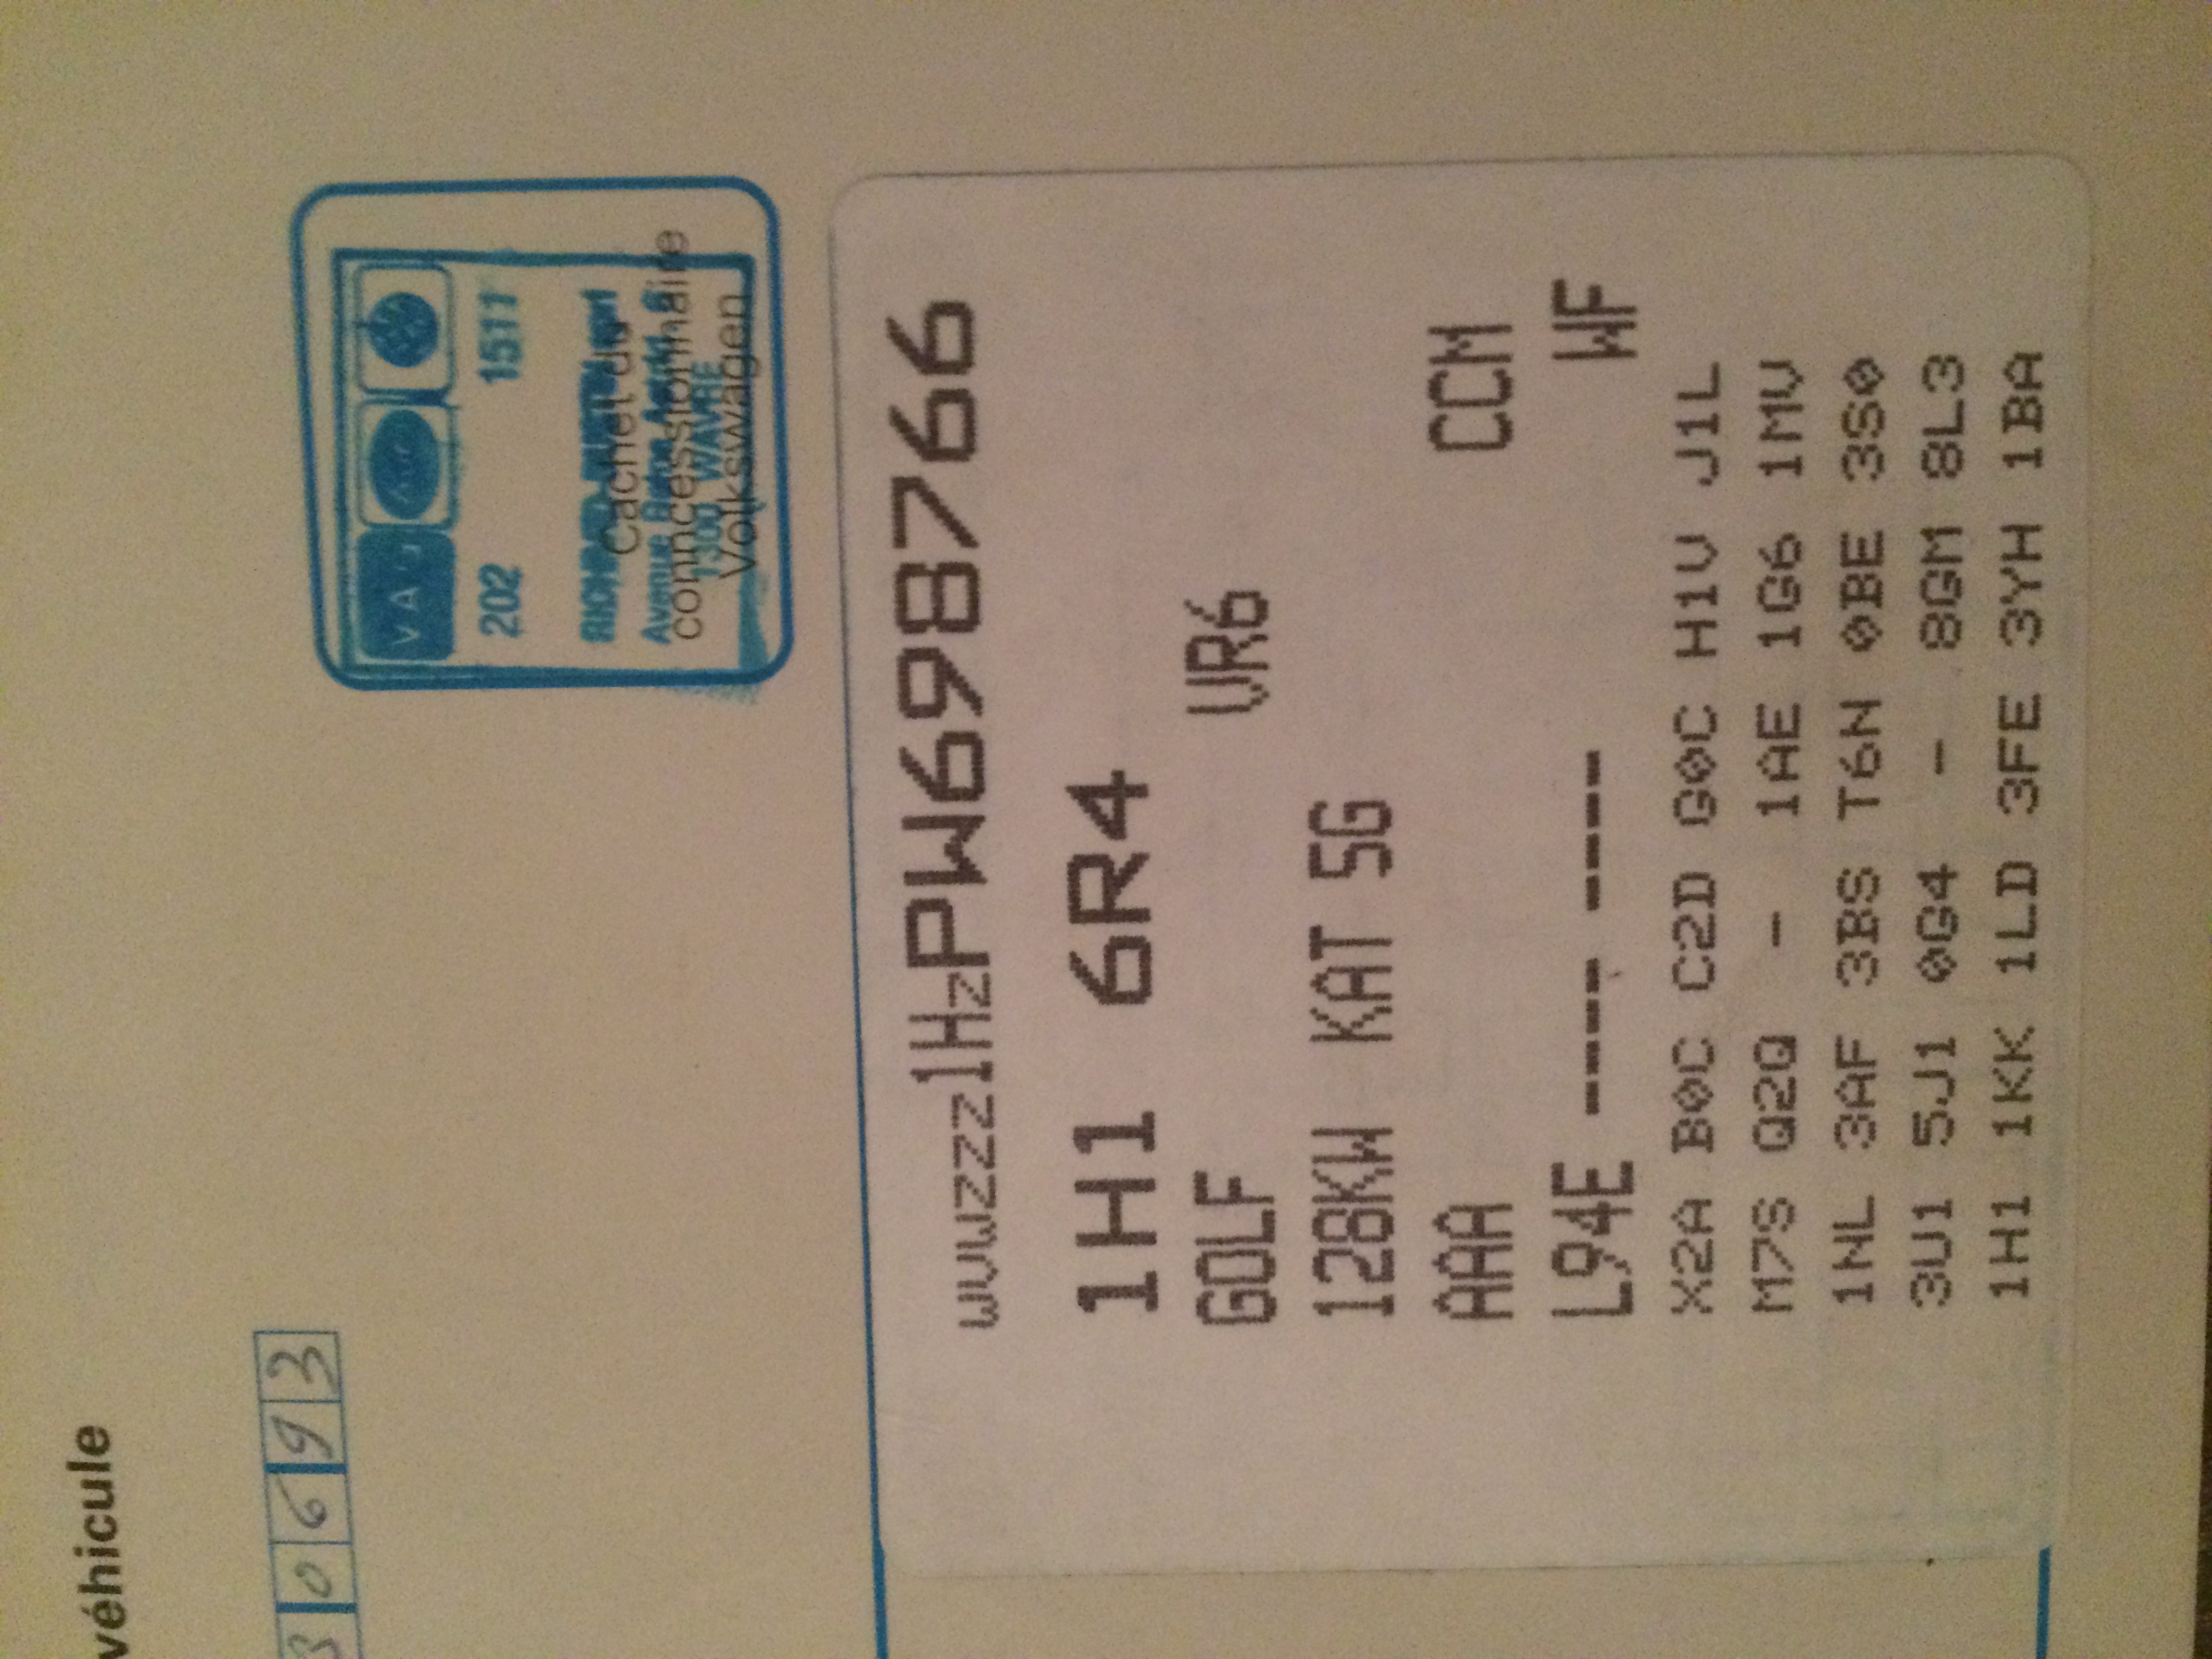 véhicule
3 0 6 9 3
V A G
202 1511
Avenue
1300 WAVRE
Cachet du
concessionnaire
Volkswagen
WVWZZZ1HZPW698766
1H1 6R4
GOLF VR6
128KW KAT 5G
AAA CCM
L94E ---- ---- WF
X2A B0C C2D G0C H1V J1L
M7S Q2Q - 1AE 1G6 1MV
1NL 3AF 3BS T6N 0BE 3S0
3U1 5J1 0G4 - 8GM 8L3
1H1 1KK 1LD 3FE 3YH 1BA